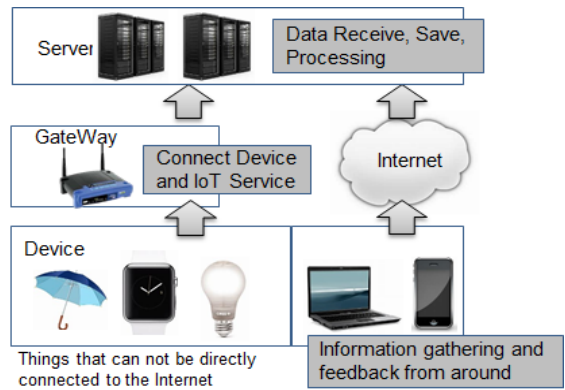 Server
Data Receive, Save,
Processing
GateWay
Connect Device
and IoT Service
Internet
Device
Things that can not be directly
connected to the Internet
Information gathering and
feedback from around